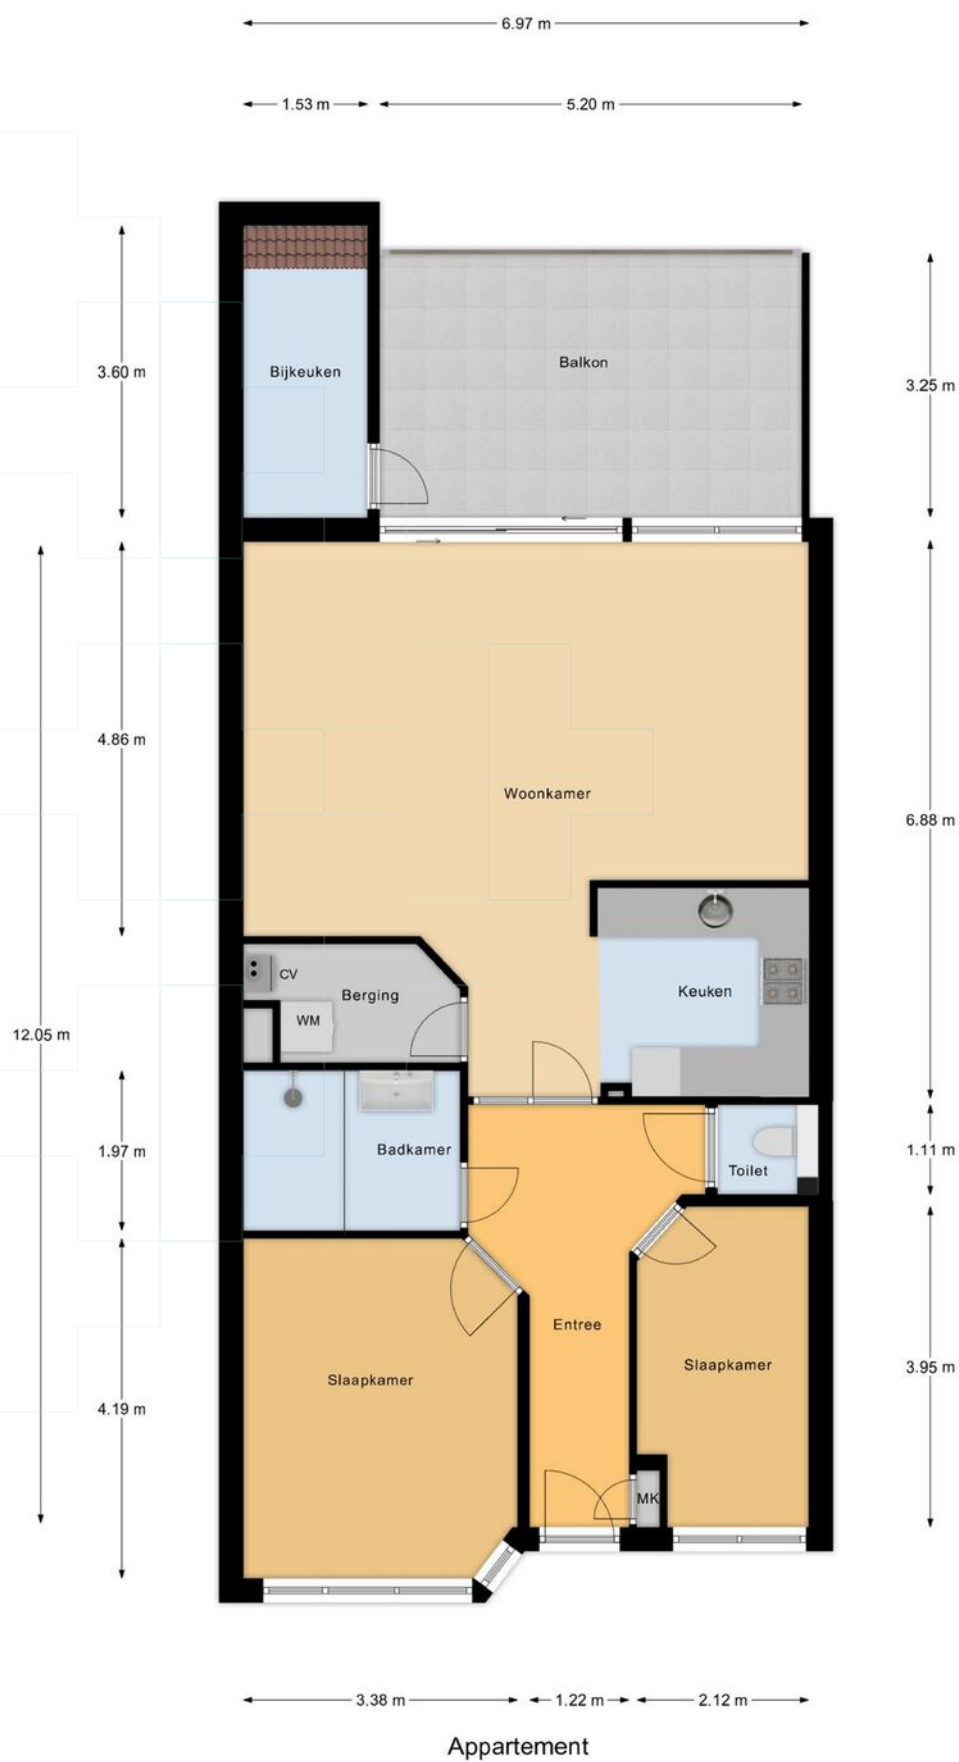 6.97 m
1.53 m
5.20 m
Balkon
3.60 m
Bijkeuken
3.25 m
4.86 m
Woonkamer
6.88 m
CV
Berging
Keuken
WM
12.05 m
1.97 m
Badkamer
1.11 m
Toilet
Entree
Slaapkamer
3.95 m
Slaapkamer
4.19 m
MK
3.38 m
1.22 m
2.12 m
Appartement